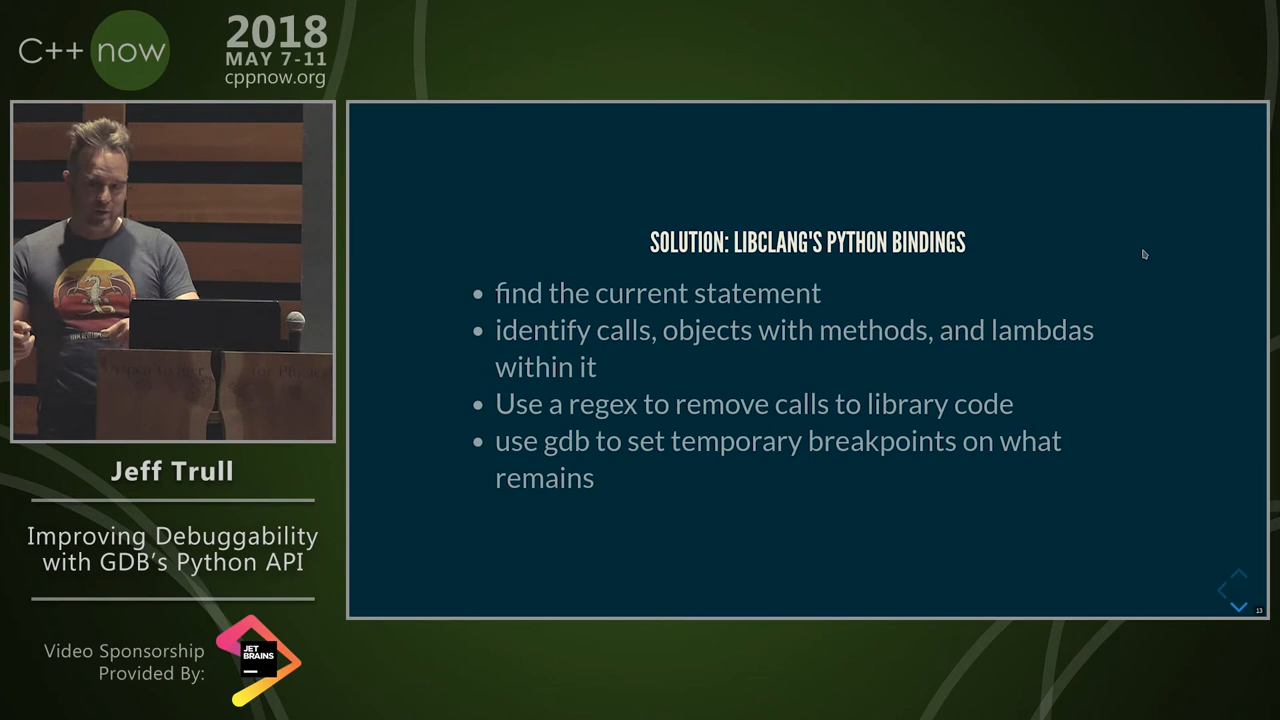 C++ now
2018
MAY 7-11
cppnow.org
SOLUTION: LIBCLANG'S PYTHON BINDINGS
• find the current statement
• identify calls, objects with methods, and lambdas
within it
• Use a regex to remove calls to library code
• use gdb to set temporary breakpoints on what
remains
13
Jeff Trull
Improving Debuggability
with GDB's Python API
Video Sponsorship
Provided By:
JET
BRAINS